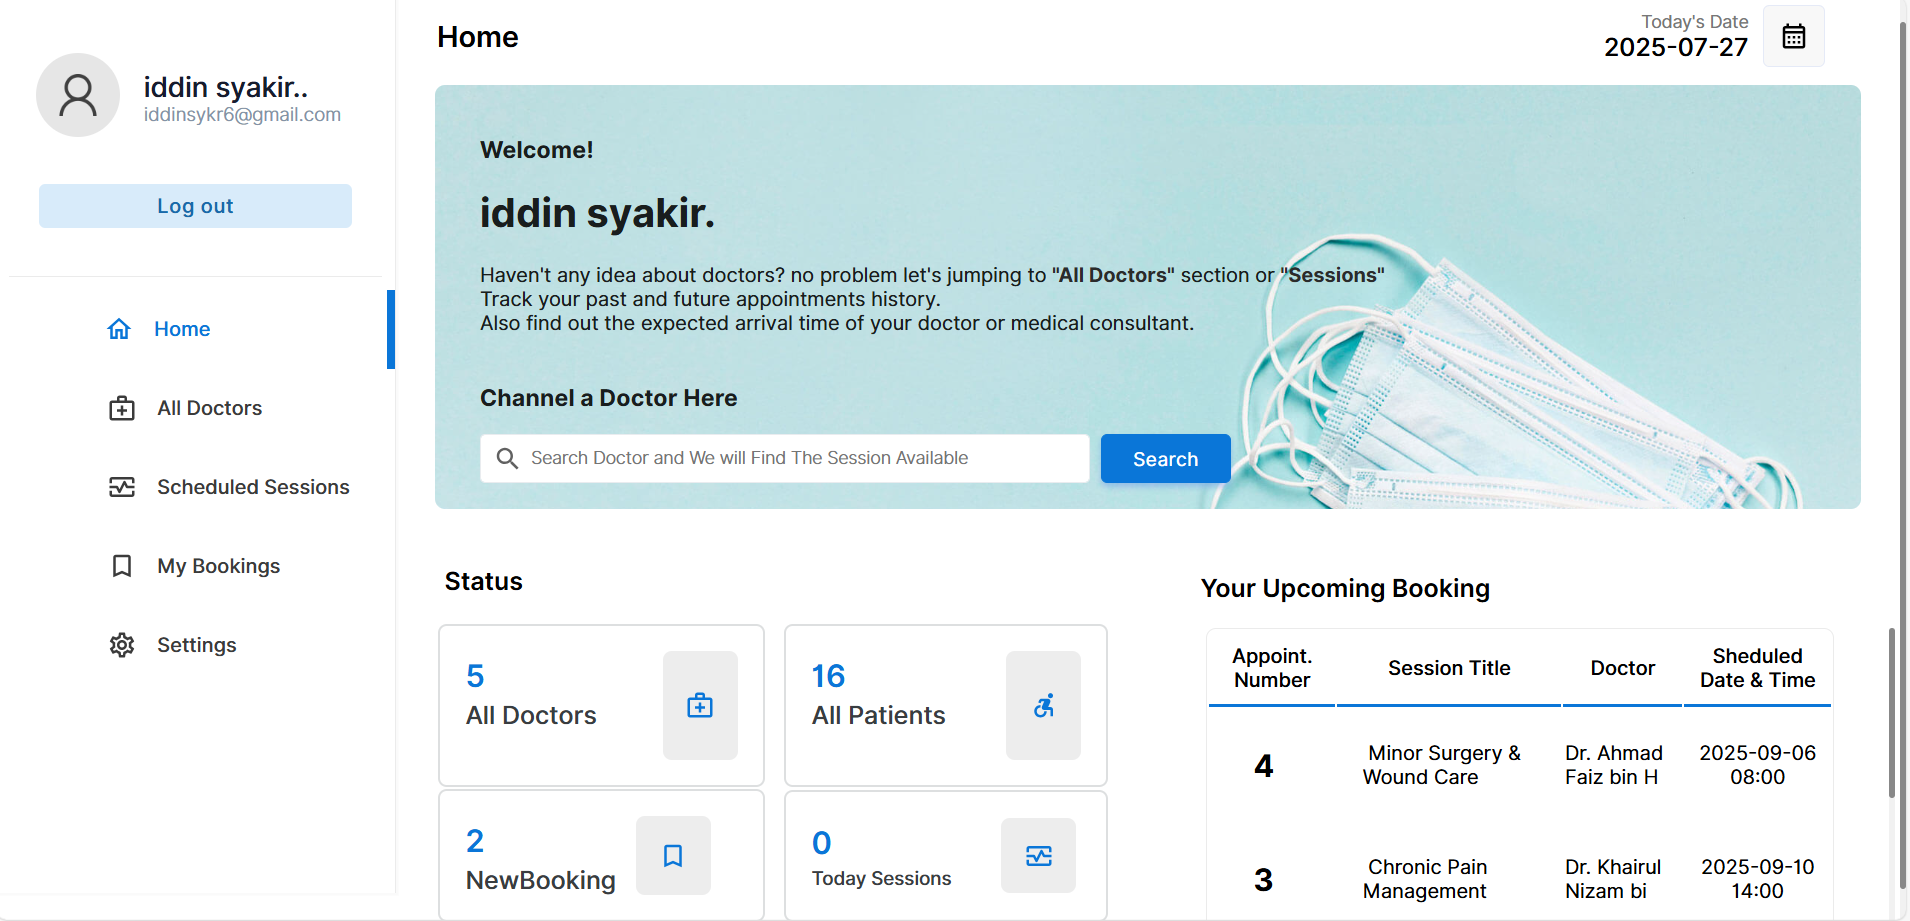 iddin syakir..
iddinsykr6@gmail.com
Log out
Home
All Doctors
Scheduled Sessions
My Bookings
Settings
Home
Today's Date
2025-07-27
Welcome!
iddin syakir.
Haven't any idea about doctors? no problem let's jumping to "All Doctors" section or "Sessions"
Track your past and future appointments history.
Also find out the expected arrival time of your doctor or medical consultant.
Channel a Doctor Here
Search Doctor and We will Find The Session Available
Search
Status
5
All Doctors
16
All Patients
2
NewBooking
0
Today Sessions
Your Upcoming Booking
Appoint.
Number
Session Title
Doctor
Sheduled
Date & Time
4
Minor Surgery &
Wound Care
Dr. Ahmad
Faiz bin H
2025-09-06
08:00
3
Chronic Pain
Management
Dr. Khairul
Nizam bi
2025-09-10
14:00